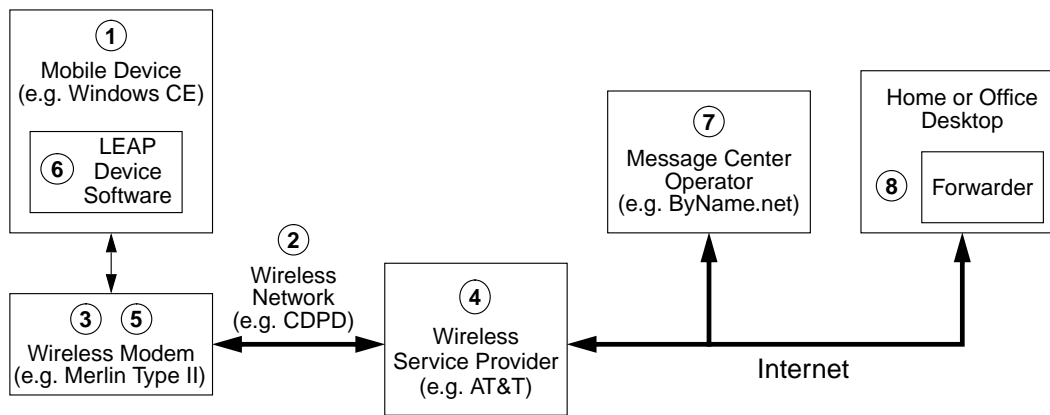 1
Mobile Device
(e.g. Windows CE)
6
LEAP
Device
Software
3 5
Wireless Modem
(e.g. Merlin Type II)
2
Wireless
Network
(e.g. CDPD)
4
Wireless
Service Provider
(e.g. AT&T)
7
Message Center
Operator
(e.g. ByName.net)
Home or Office
Desktop
8
Forwarder
Internet